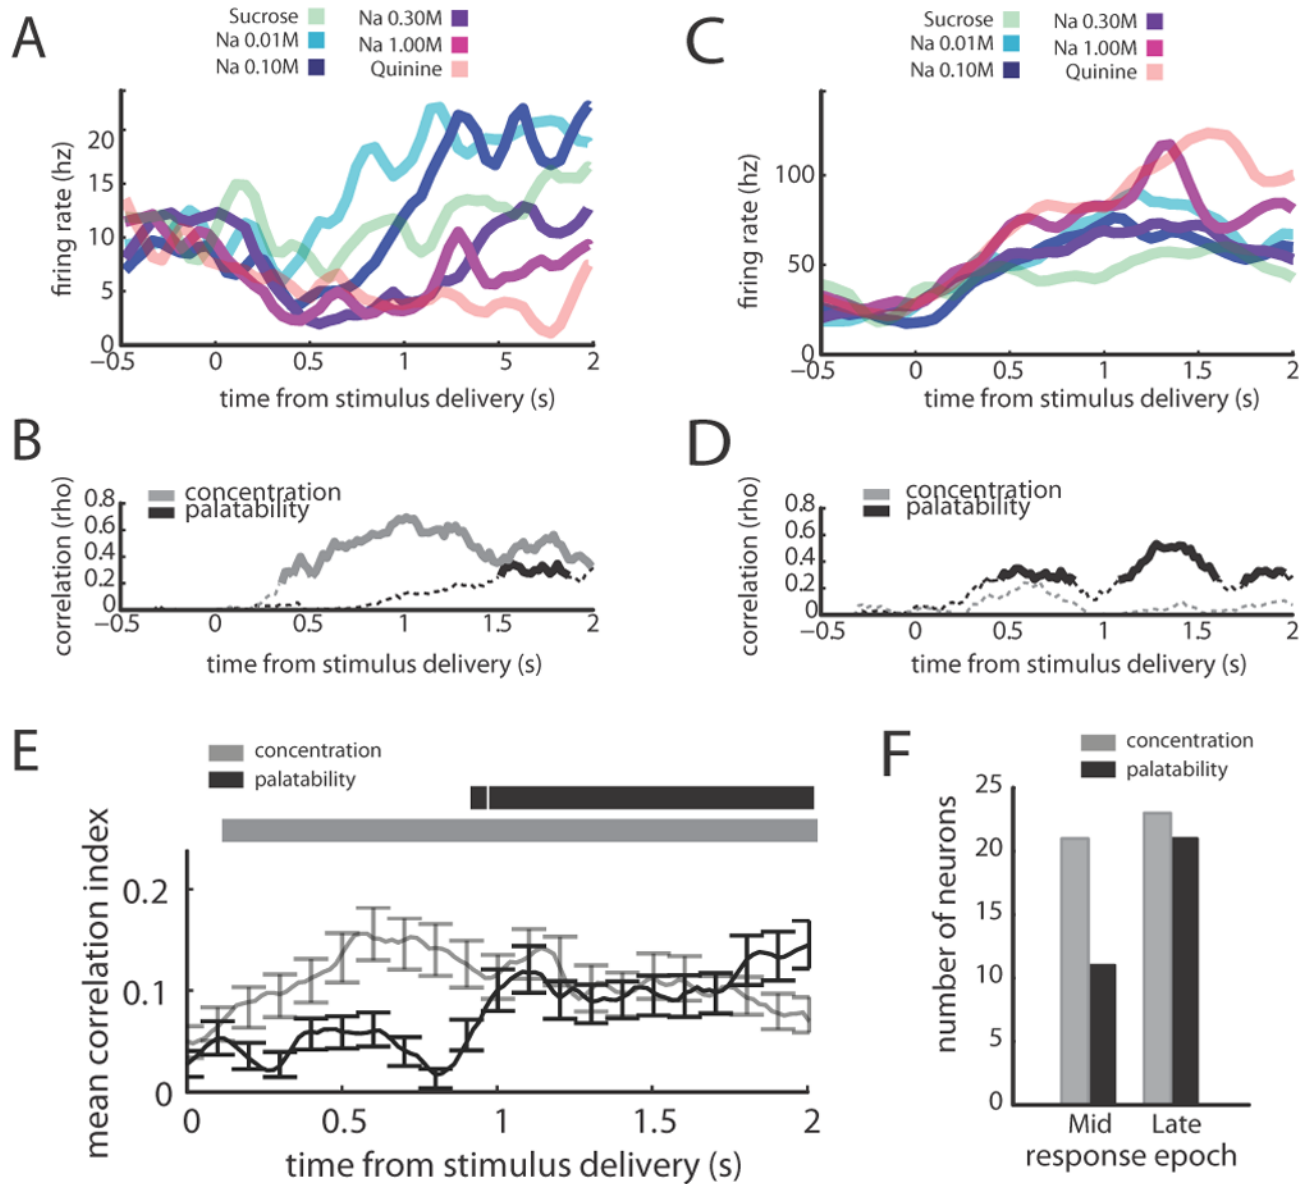 A
Sucrose
Na 0.01M
Na 0.10M
Na 0.30M
Na 1.00M
Quinine
firing rate (hz)
20
15
10
5
0
−0.5 0 0.5 1 5 2
time from stimulus delivery (s)
C
Sucrose
Na 0.01M
Na 0.10M
Na 0.30M
Na 1.00M
Quinine
firing rate (hz)
100
50
0
−0.5 0 0.5 1 1.5 2
time from stimulus delivery (s)
B
concentration
palatability
correlation (rho)
0.8
0.6
0.4
0.2
0
−0.5 0 0.5 1 1.5 2
time from stimulus delivery (s)
D
concentration
palatability
correlation (rho)
0.8
0.6
0.4
0.2
0
−0.5 0 0.5 1 1.5 2
time from stimulus delivery (s)
E
concentration
palatability
mean correlation index
0.2
0.1
0
0 0.5 1 1.5 2
time from stimulus delivery (s)
F
concentration
palatability
number of neurons
25
20
15
10
5
0
Mid Late
response epoch